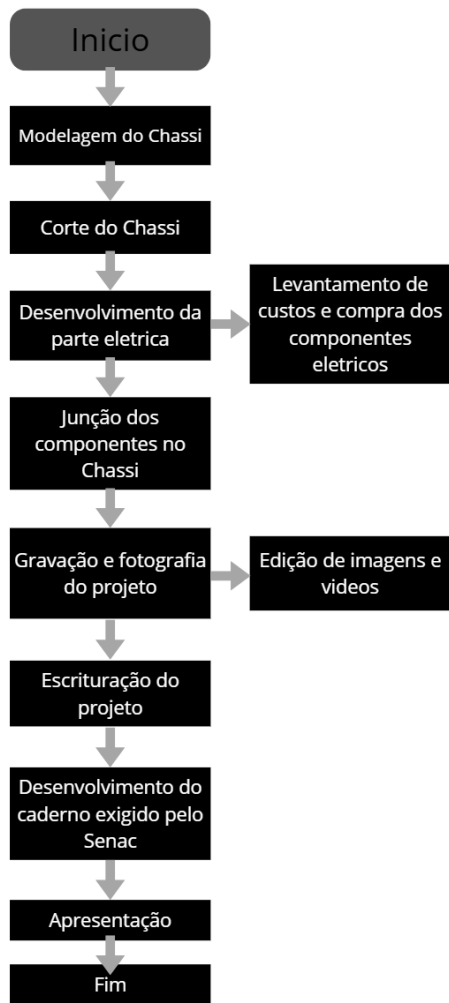 Inicio
Modelagem do Chassi
Corte do Chassi
Desenvolvimento da
parte eletrica
Levantamento de
custos e compra dos
componentes
eletricos
Junção dos
componentes no
Chassi
Gravação e fotografia
do projeto
Edição de imagens e
videos
Escrituração do
projeto
Desenvolvimento do
caderno exigido pelo
Senac
Apresentação
Fim